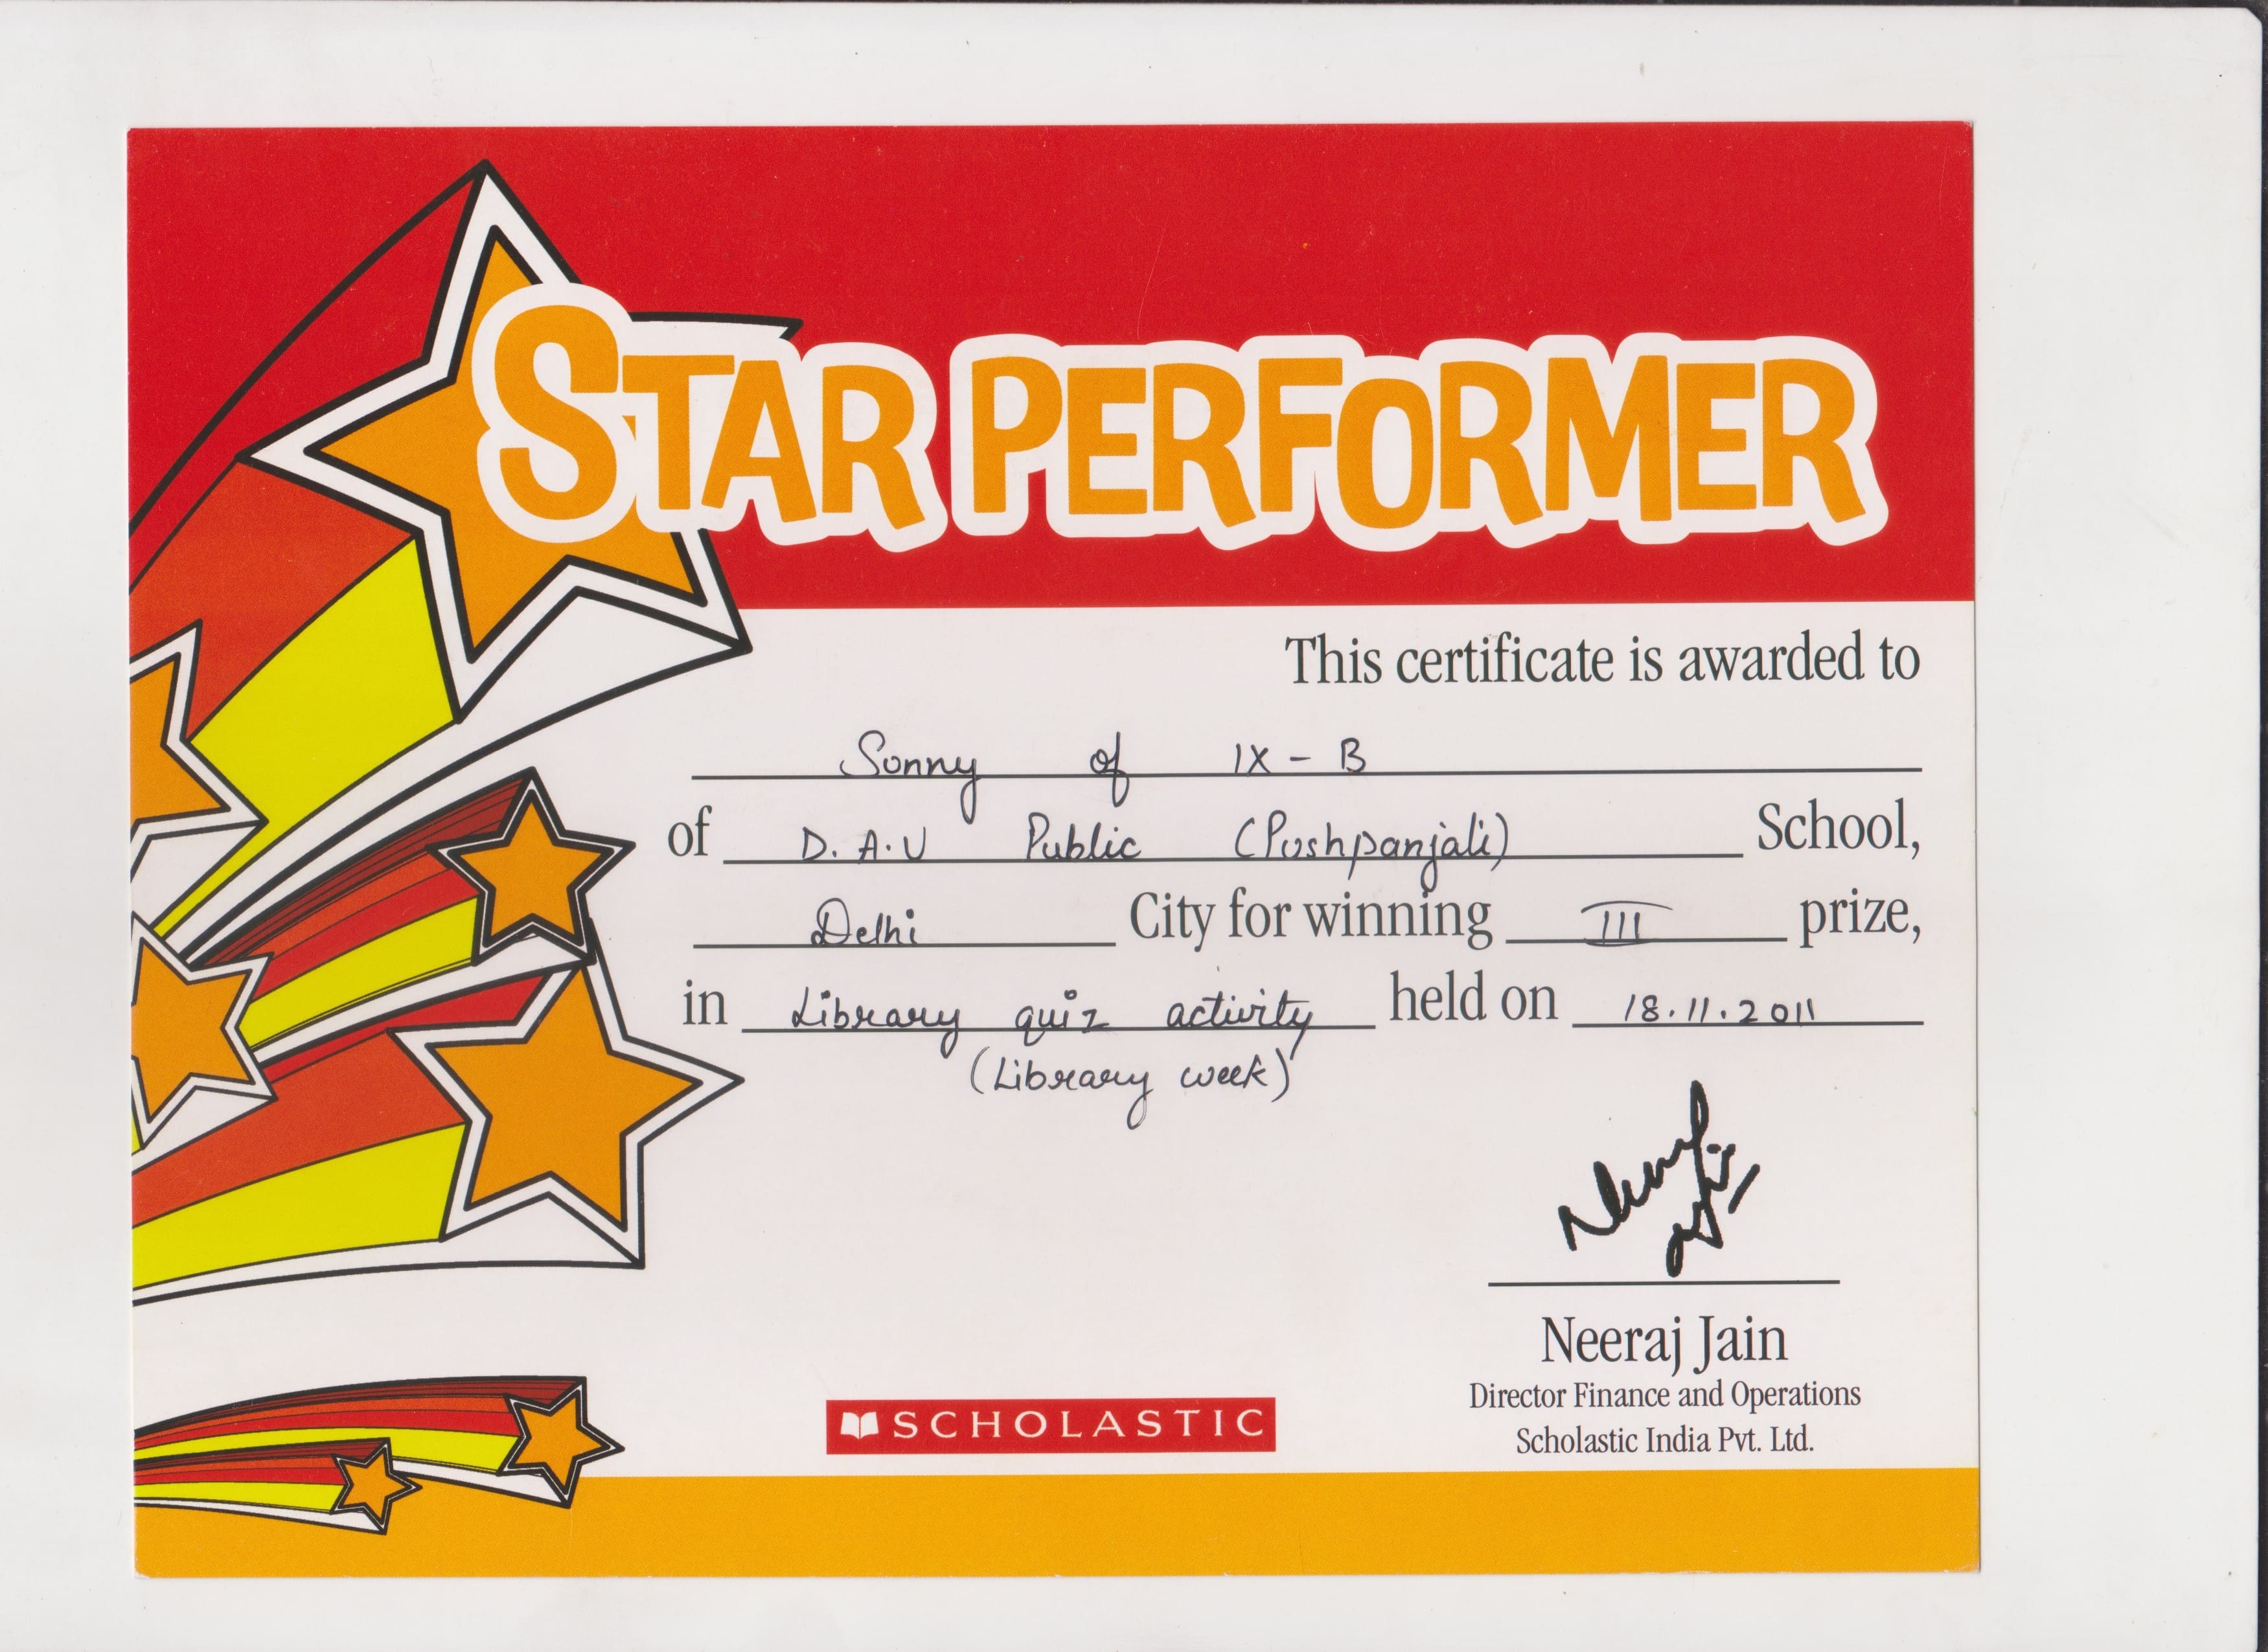 STAR PERFORMER
This certificate is awarded to
Sonny of IX - B
of D.A.V Public (Pushpanjali) School,
Delhi City for winning III prize,
in Library quiz activity held on 18.11.2011
(Library week)
Neeraj Jain
Director Finance and Operations
SCHOLASTIC
Scholastic India Pvt. Ltd.